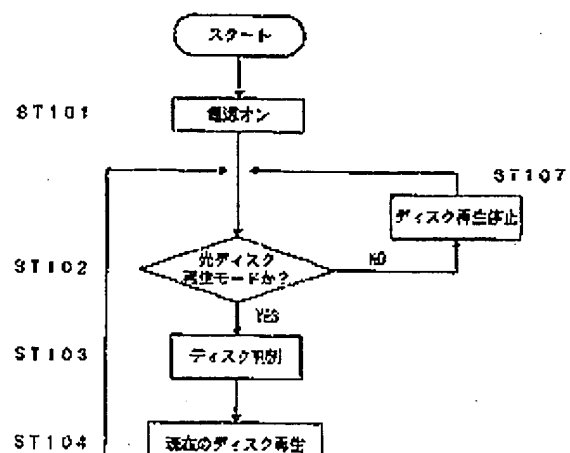 スタート
ST101
電源オン
ST107
ディスク再生停止
ST102
光ディスク
再生モードか?
NO
YES
ST103
ディスク判別
ST104
現在のディスク再生